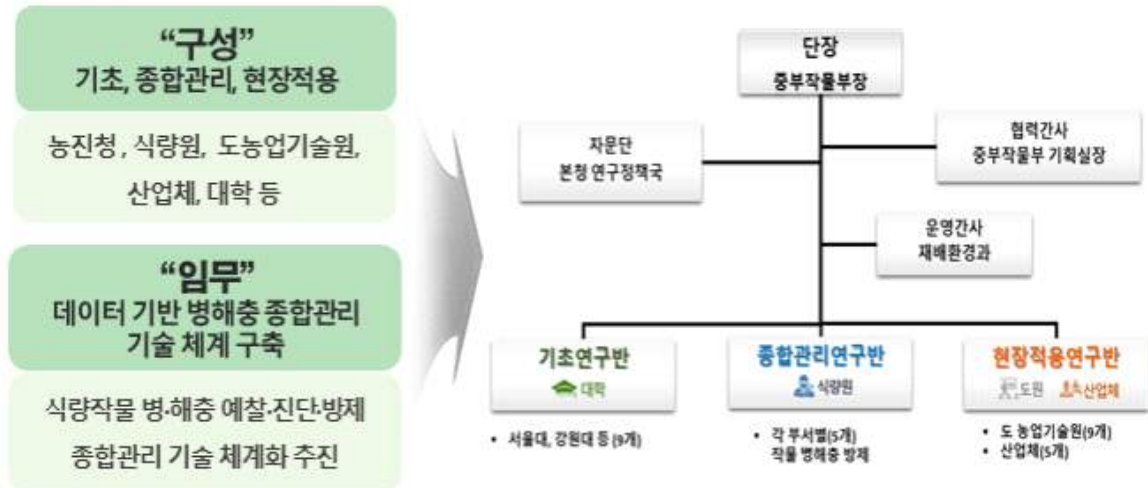 “구성”
기초, 종합관리, 현장적용
농진청, 식량원, 도농업기술원,
산업체, 대학 등
“임무”
데이터 기반 병해충 종합관리
기술 체계 구축
식량작물 병·해충 예찰·진단·방제
종합관리 기술 체계화 추진
단장
중부작물부장
자문단
본청 연구정책국
협력간사
중부작물부 기획실장
운영간사
재배환경과
기초연구반
대학
• 서울대, 강원대 등 (9개)
종합관리연구반
식량원
• 각 부서별(5개)
작물 병해충 방제
현장적용연구반
도원 산업체
• 도 농업기술원(9개)
• 산업체(5개)